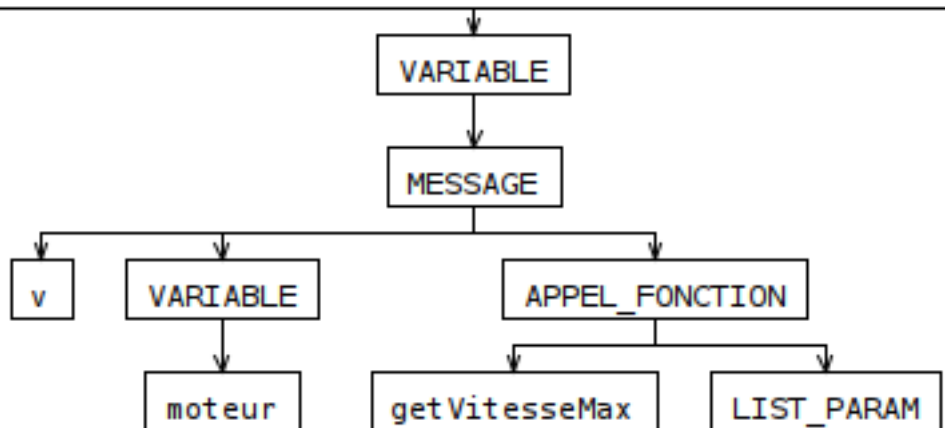 VARIABLE
MESSAGE
v VARIABLE APPEL_FONCTION
moteur getVitesseMax LIST_PARAM